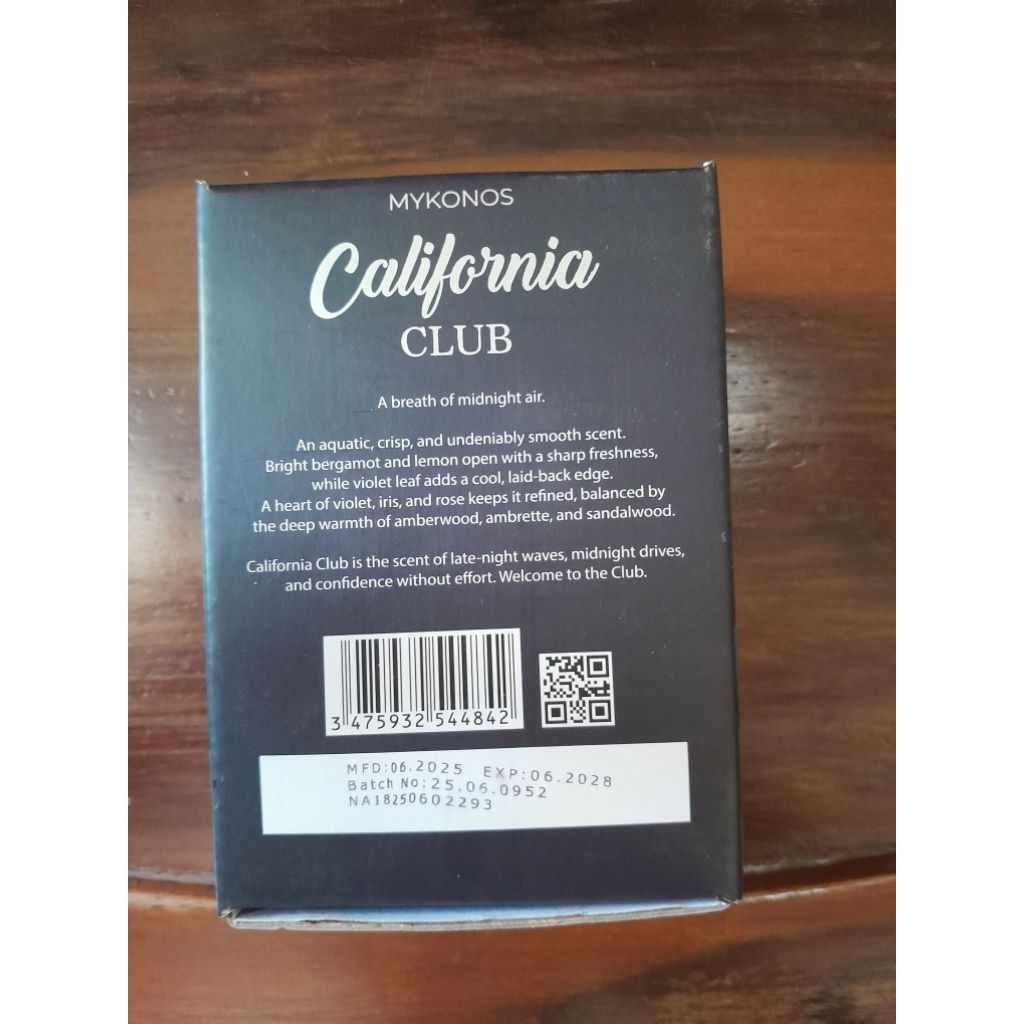 MYKONOS
California
CLUB
A breath of midnight air.
An aquatic, crisp, and undeniably smooth scent.
Bright bergamot and lemon open with a sharp freshness,
while violet leaf adds a cool, laid-back edge.
A heart of violet, iris, and rose keeps it refined, balanced by
the deep warmth of amberwood, ambrette, and sandalwood.
California Club is the scent of late-night waves, midnight drives,
and confidence without effort. Welcome to the Club.
3 475932 544842
MFD:06.2025 EXP:06.2028
Batch No:25.06.0952
NA18250602293